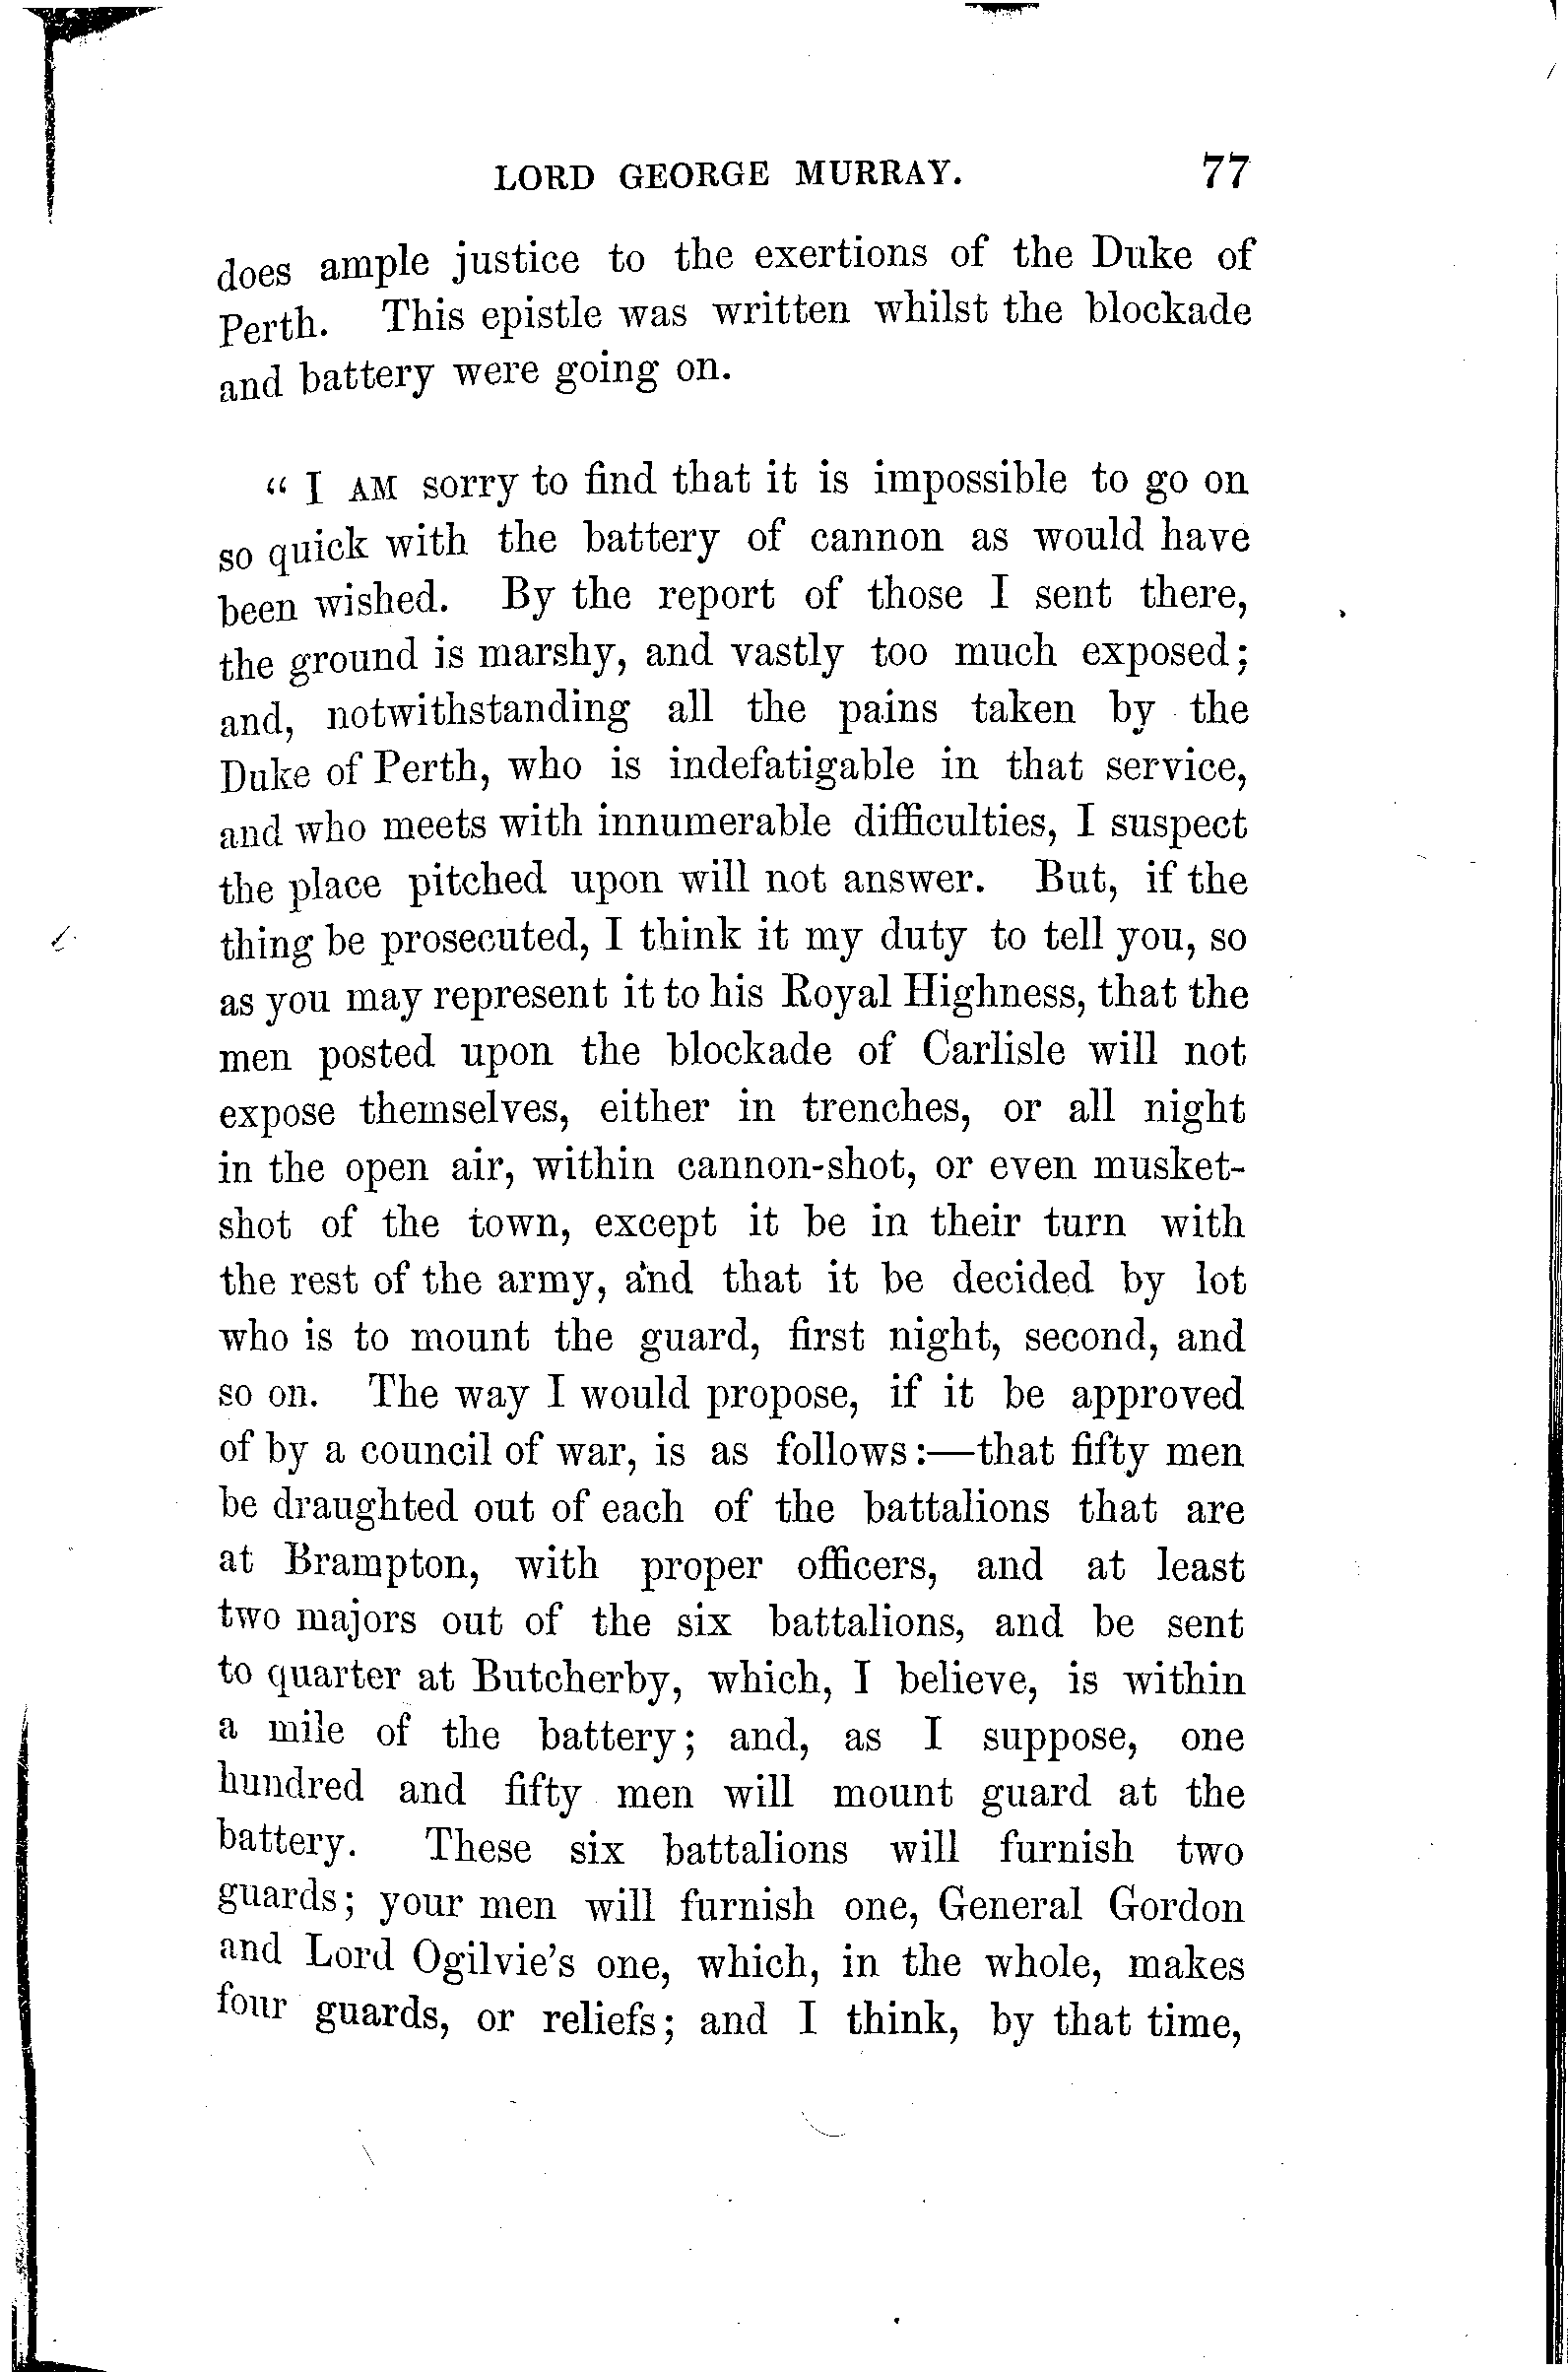 LORD GEORGE MURRAY. 77
does ample justice to the exertions of the Duke of
Perth. This epistle was written whilst the blockade
and battery were going on.
“ I AM sorry to find that it is impossible to go on
so quick with the battery of cannon as would have
been wished. By the report of those I sent there,
the ground is marshy, and vastly too much exposed;
and, notwithstanding all the pains taken by the
Duke of Perth, who is indefatigable in that service,
and who meets with innumerable difficulties, I suspect
the place pitched upon will not answer. But, if the
thing be prosecuted, I think it my duty to tell you, so
as you may represent it to his Royal Highness, that the
men posted upon the blockade of Carlisle will not
expose themselves, either in trenches, or all night
in the open air, within cannon-shot, or even musket-
shot of the town, except it be in their turn with
the rest of the army, and that it be decided by lot
who is to mount the guard, first night, second, and
so on. The way I would propose, if it be approved
of by a council of war, is as follows:—that fifty men
be draughted out of each of the battalions that are
at Brampton, with proper officers, and at least
two majors out of the six battalions, and be sent
to quarter at Butcherby, which, I believe, is within
a mile of the battery; and, as I suppose, one
hundred and fifty men will mount guard at the
battery. These six battalions will furnish two
guards; your men will furnish one, General Gordon
and Lord Ogilvie's one, which, in the whole, makes
four guards, or reliefs; and I think, by that time,